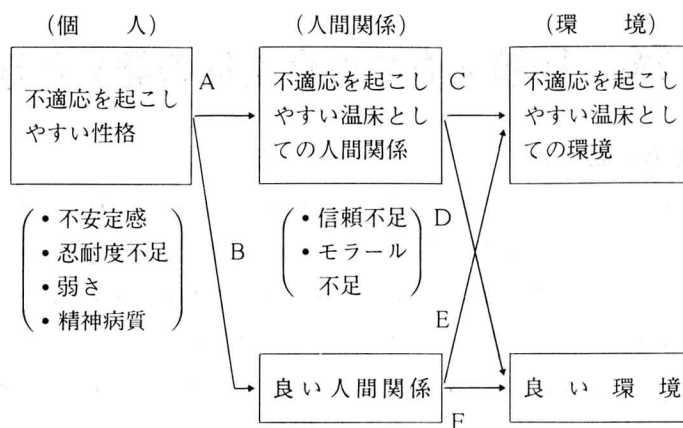 (個 人)
(人間関係)
(環 境)
不適応を起こし
やすい性格
A
不適応を起こし
やすい温床とし
ての人間関係
C
不適応を起こし
やすい温床とし
ての環境
・不安定感
・忍耐度不足
・弱さ
・精神病質
B
・信頼不足
・モラール
不足
D
E
良い人間関係
F
良い環境